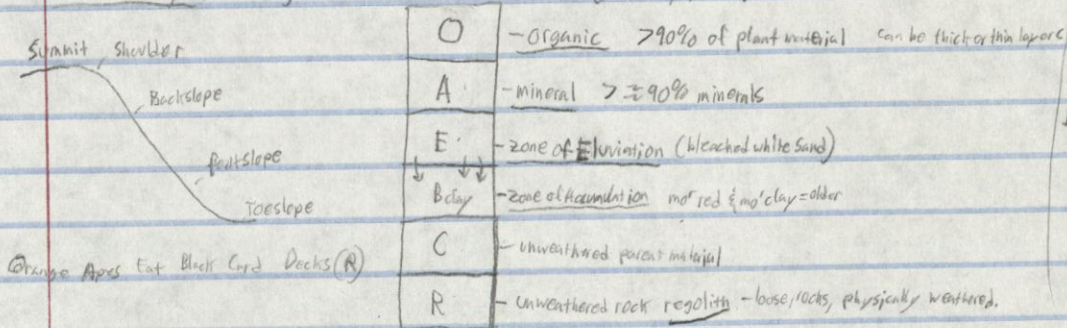 Summit Shoulder
Backslope
footslope
Toeslope
Orange Apes Eat Black Card Decks (R)
O - Organic >90% of plant material can be thick or thin layers
A - mineral > ≈90% minerals
E - zone of Eluviation (bleached white sand)
B clay - zone of Accumulation mo' red & mo' clay = older
C - unweathered parent material
R - unweathered rock regolith - loose, rocks, physically weathered.